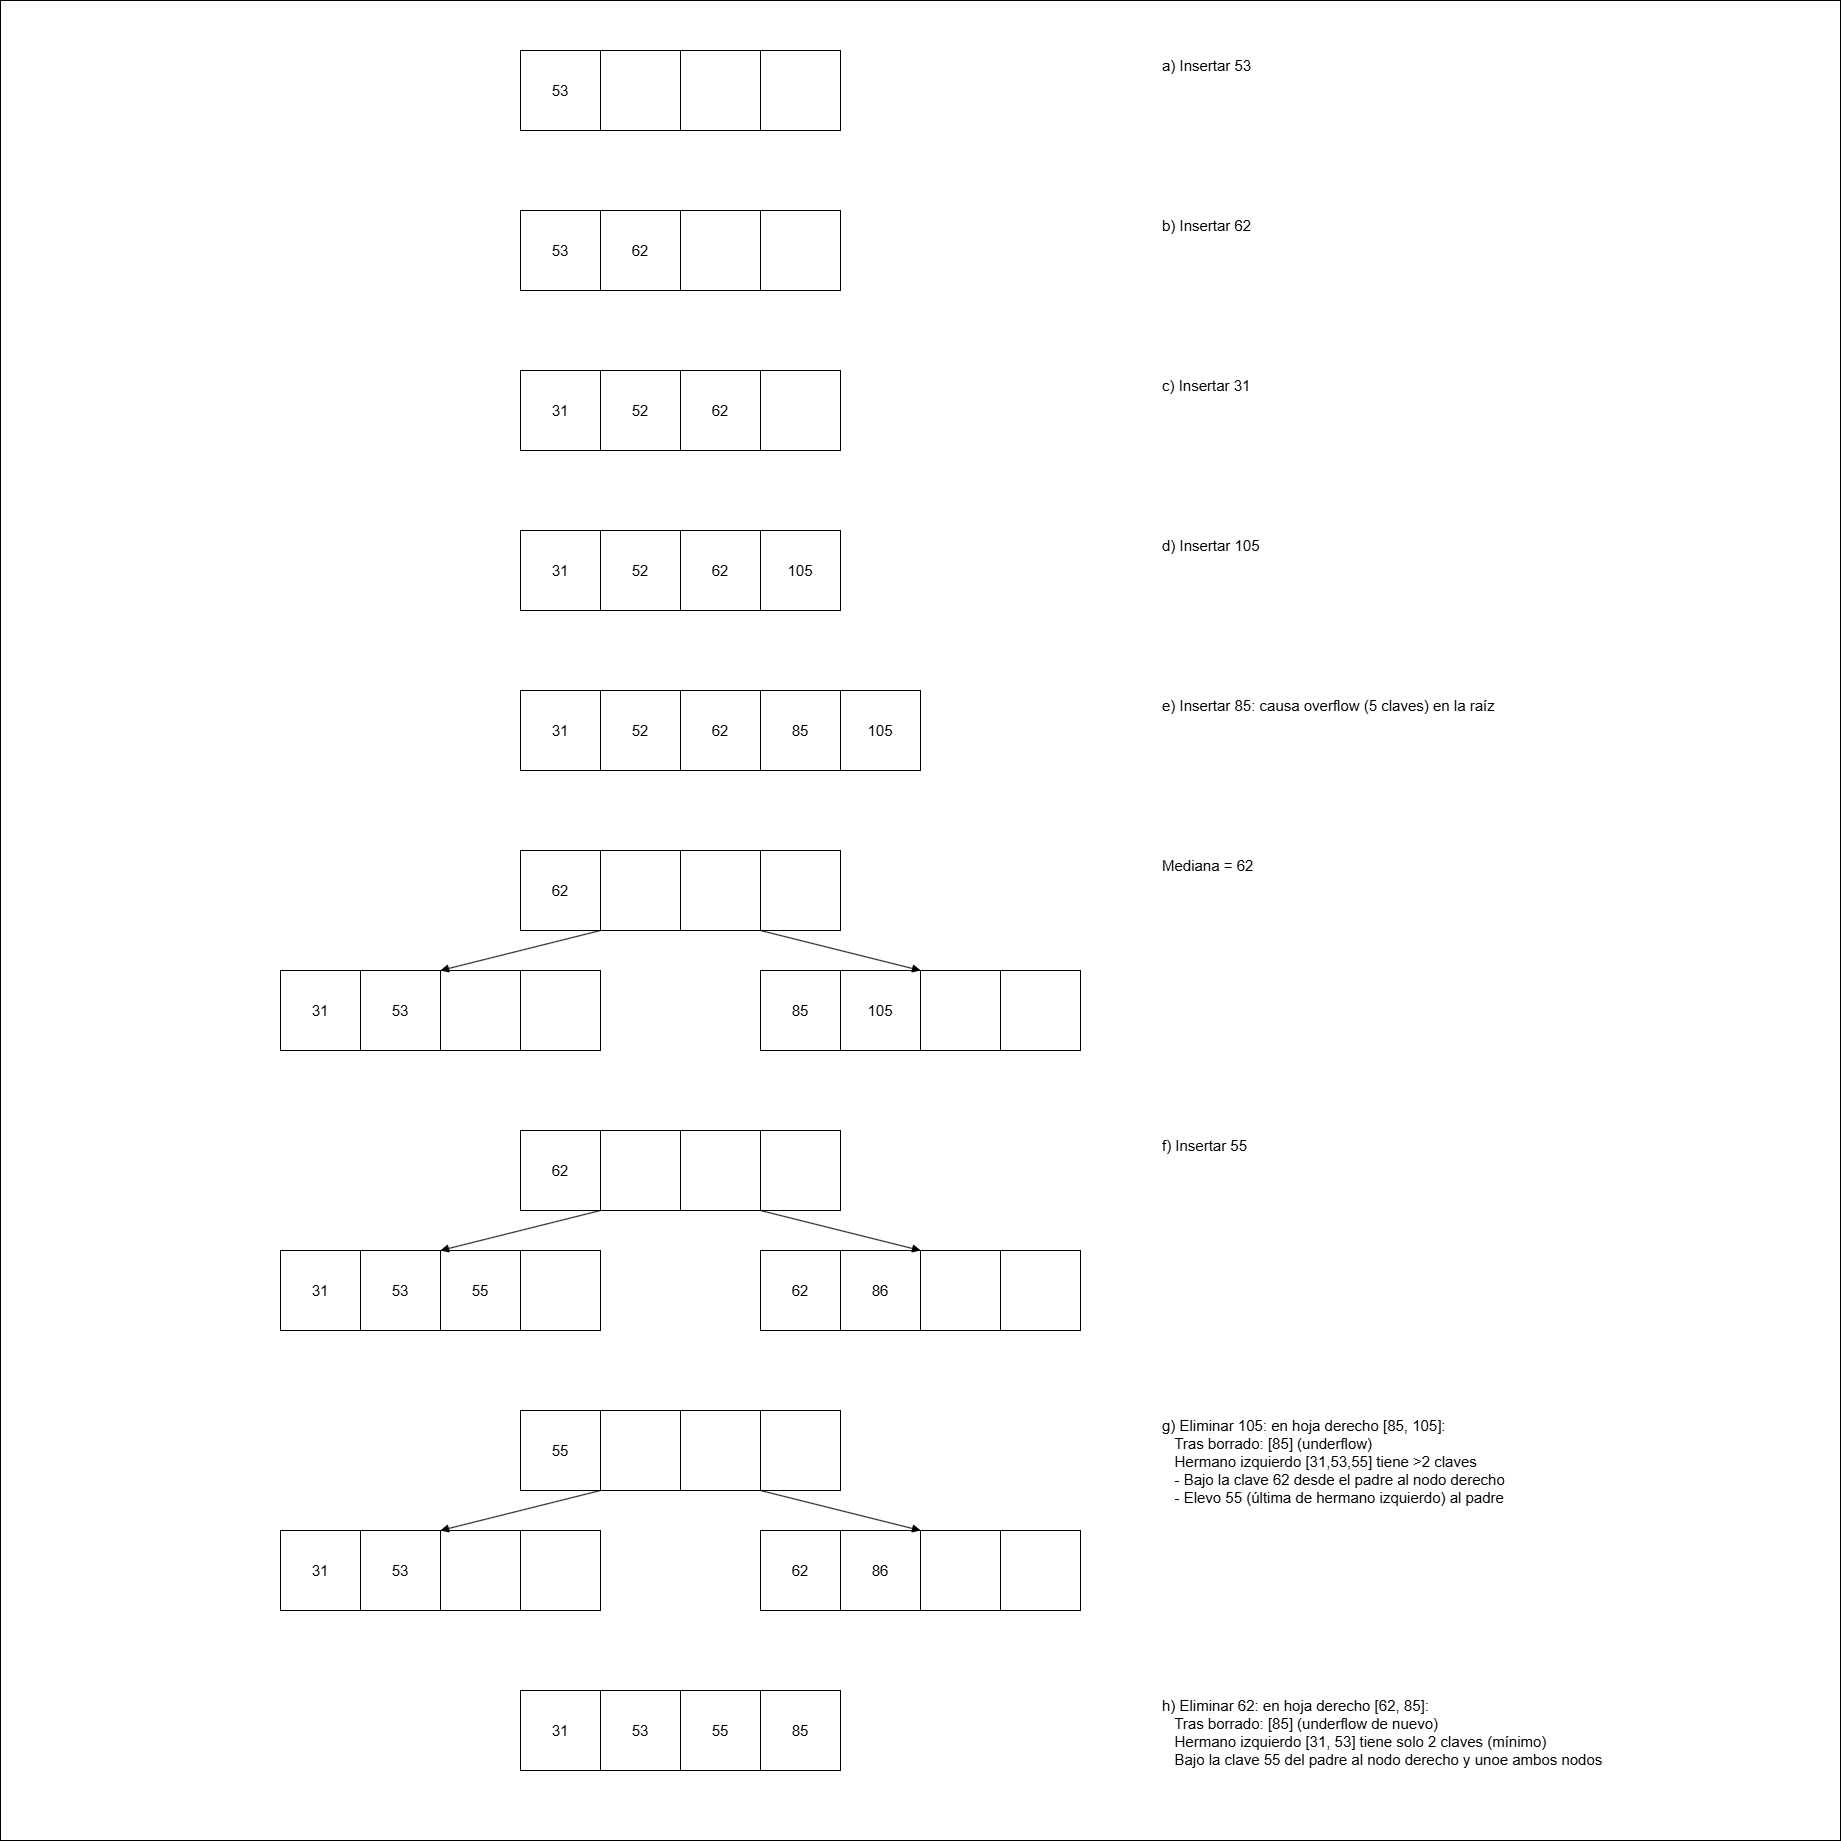 53
a) Insertar 53
53 62
b) Insertar 62
31 52 62
c) Insertar 31
31 52 62 105
d) Insertar 105
31 52 62 85 105
e) Insertar 85: causa overflow (5 claves) en la raíz
62
Mediana = 62
31 53 85 105
62
f) Insertar 55
31 53 55 62 86
55
g) Eliminar 105: en hoja derecho [85, 105]:
Tras borrado: [85] (underflow)
Hermano izquierdo [31,53,55] tiene >2 claves
- Bajo la clave 62 desde el padre al nodo derecho
- Elevo 55 (última de hermano izquierdo) al padre
31 53 62 86
31 53 55 85
h) Eliminar 62: en hoja derecho [62, 85]:
Tras borrado: [85] (underflow de nuevo)
Hermano izquierdo [31, 53] tiene solo 2 claves (mínimo)
Bajo la clave 55 del padre al nodo derecho y unoe ambos nodos